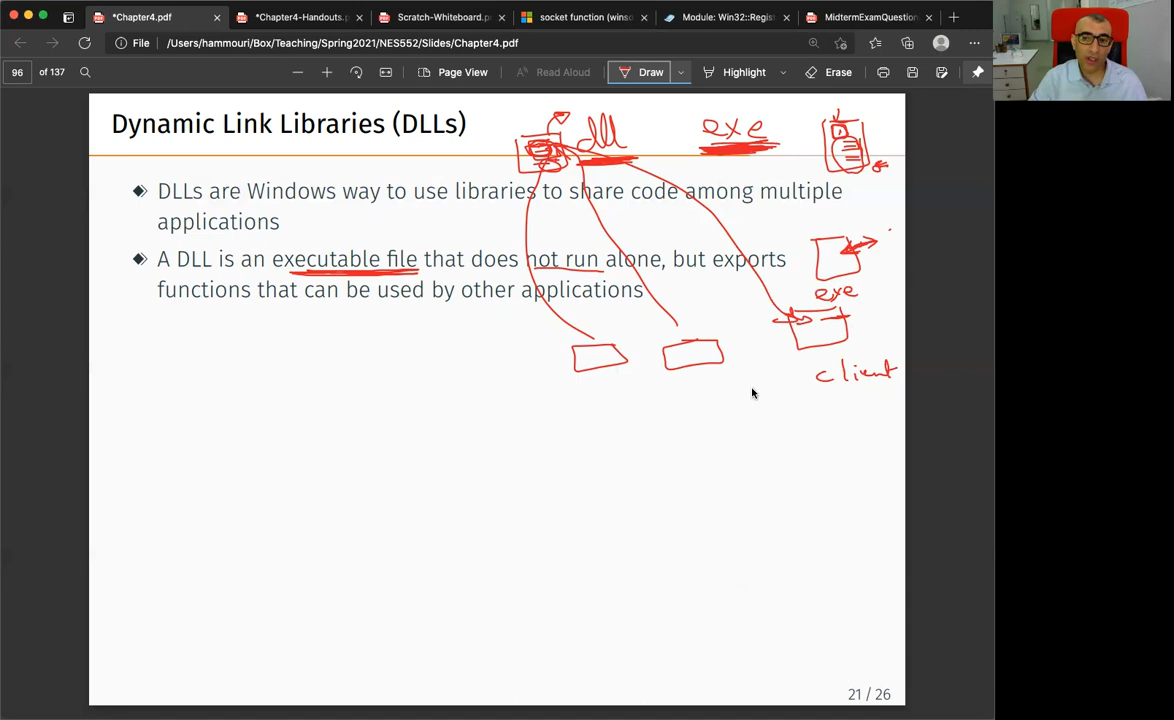 *Chapter4.pdf
*Chapter4-Handouts.p
Scratch-Whiteboard.p
socket function (winso
Module: Win32::Regist
MidtermExamQuestion
File
/Users/hammouri/Box/Teaching/Spring2021/NES552/Slides/Chapter4.pdf
96 of 137
Page View
Read Aloud
Draw
Highlight
Erase
Dynamic Link Libraries (DLLs)
dll
exe
DLLs are Windows way to use libraries to share code among multiple
applications
A DLL is an executable file that does not run alone, but exports
functions that can be used by other applications
exe
client
21 / 26